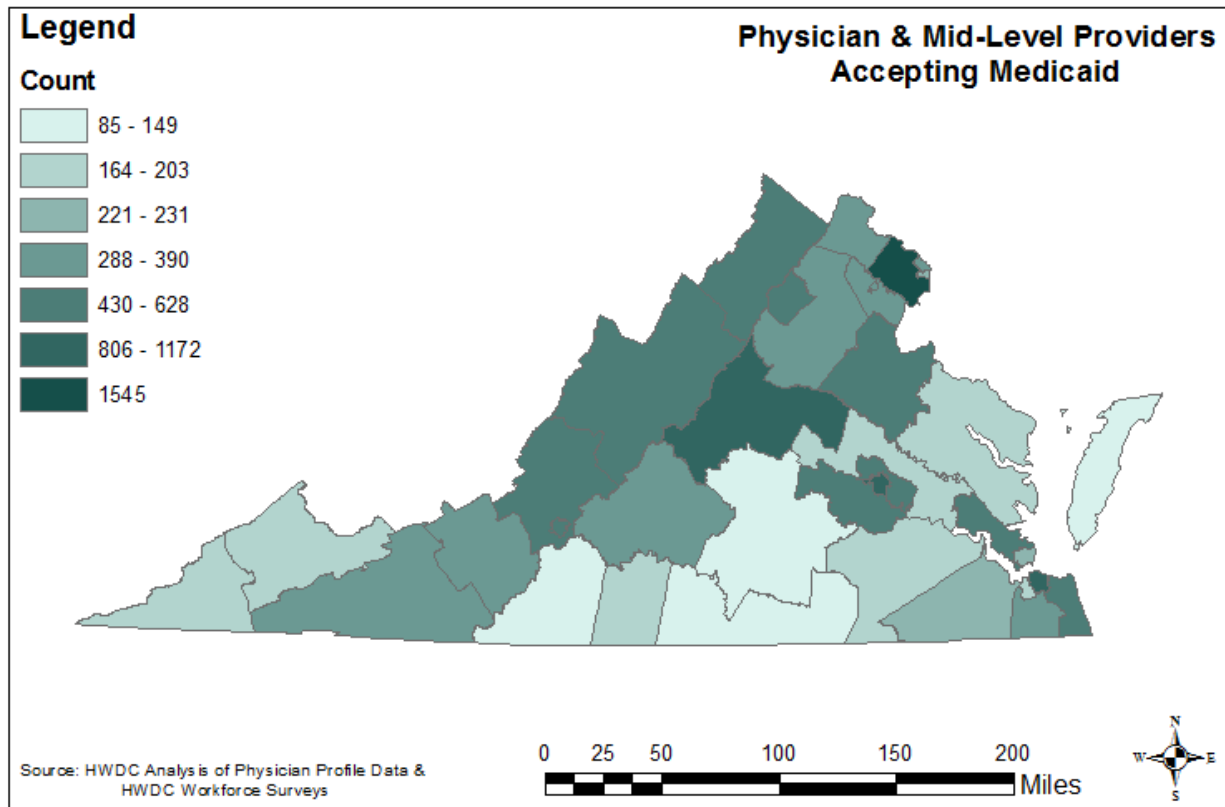 Legend
Physician & Mid-Level Providers
Accepting Medicaid
Count
85 - 149
164 - 203
221 - 231
288 - 390
430 - 628
806 - 1172
1545
0 25 50 100 150 200
Miles
N
W E
S
Source: HWDC Analysis of Physician Profile Data &
HWDC Workforce Surveys